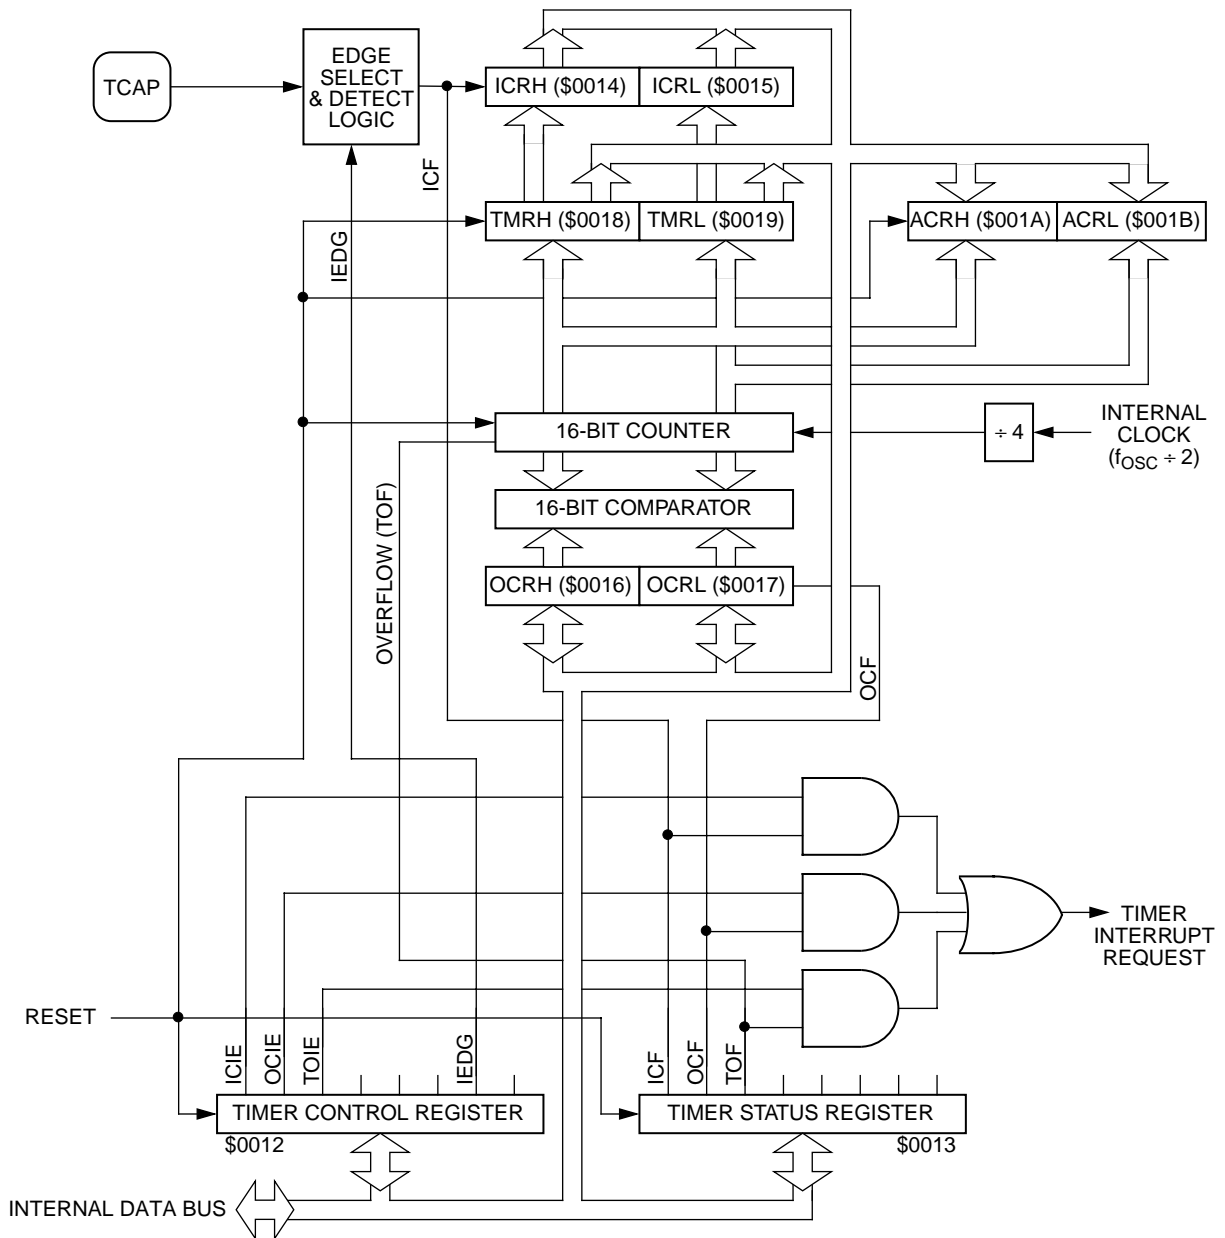 TCAP
EDGE
SELECT
& DETECT
LOGIC
ICRH ($0014)
ICRL ($0015)
ICF
TMRH ($0018)
TMRL ($0019)
ACRH ($001A)
ACRL ($001B)
IEDG
16-BIT COUNTER
÷ 4
INTERNAL
CLOCK
(fOSC ÷ 2)
OVERFLOW (TOF)
16-BIT COMPARATOR
OCRH ($0016)
OCRL ($0017)
OCF
TIMER
INTERRUPT
REQUEST
RESET
ICIE
OCIE
TOIE
IEDG
ICF
OCF
TOF
TIMER CONTROL REGISTER
$0012
TIMER STATUS REGISTER
$0013
INTERNAL DATA BUS